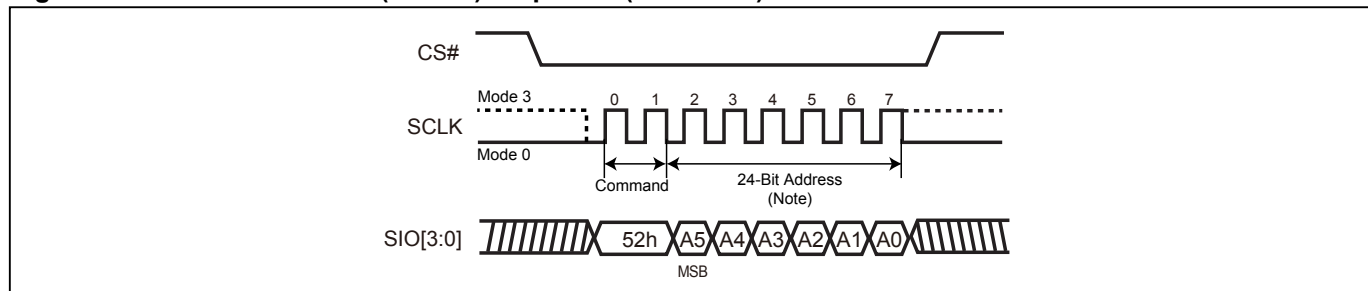 CS#
Mode 3
0 1 2 3 4 5 6 7
SCLK
Mode 0
Command
24-Bit Address
(Note)
SIO[3:0]
52h A5 A4 A3 A2 A1 A0
MSB